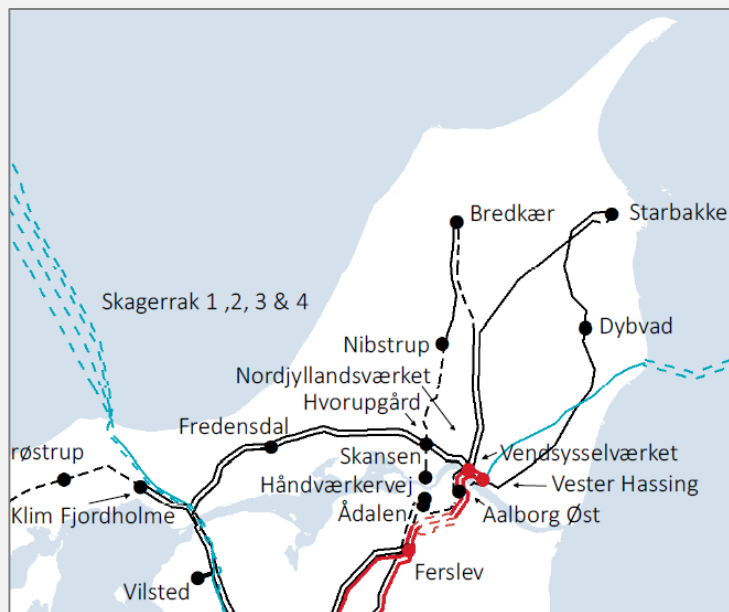 Bredkær
Starbakke
Skagerrak 1 ,2, 3 & 4
Dybvad
Nibstrup
Nordjyllandsværket
Hvorupgård
Fredensdal
Skansen
Vendsysselværket
røstrup
Håndværkervej
Vester Hassing
Klim Fjordholme
Ådalen
Aalborg Øst
Ferslev
Vilsted